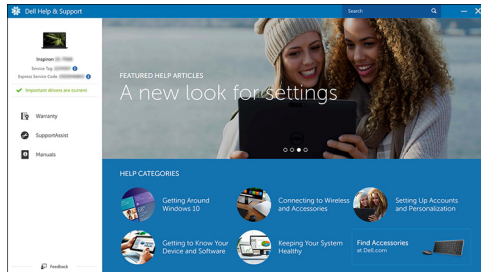 Dell Help & Support
Search
Inspiron
Service Tag
Express Service Code
Important drivers are current
Warranty
SupportAssist
Manuals
Feedback
FEATURED HELP ARTICLES
A new look for settings
DELL
HELP CATEGORIES
Getting Around
Windows 10
Connecting to Wireless
and Accessories
Setting Up Accounts
and Personalization
Getting to Know Your
Device and Software
Keeping Your System
Healthy
Find Accessories
at Dell.com